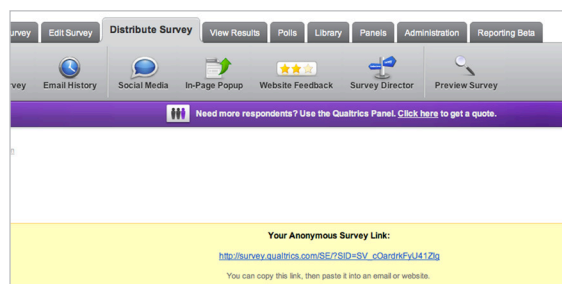 urvey Edit Survey Distribute Survey View Results Polls Library Panels Administration Reporting Beta
vey Email History Social Media In-Page Popup Website Feedback Survey Director Preview Survey
Need more respondents? Use the Qualtrics Panel. Click here to get a quote.
Your Anonymous Survey Link:
http://survey.qualtrics.com/SE/?SID=SV_cOardrkFyU41ZIg
You can copy this link, then paste it into an email or website.